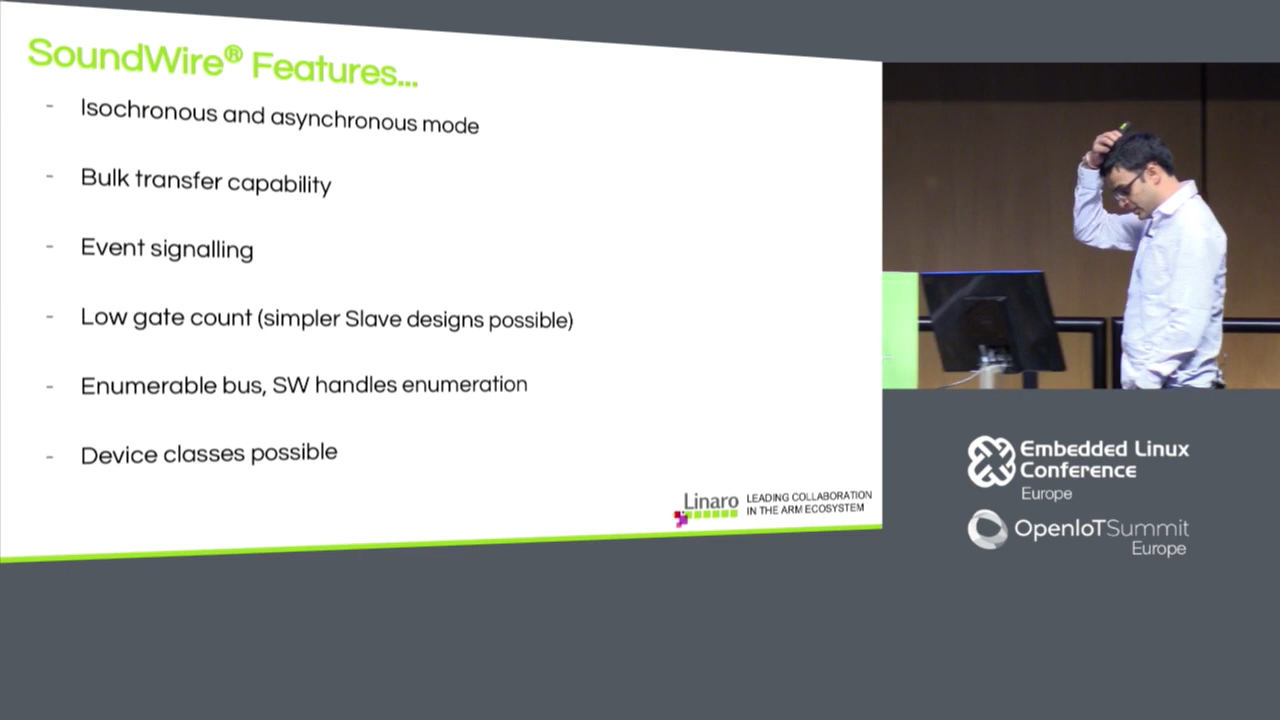 SoundWire® Features...
- Isochronous and asynchronous mode
- Bulk transfer capability
- Event signalling
- Low gate count (simpler Slave designs possible)
- Enumerable bus, SW handles enumeration
- Device classes possible
Linaro
LEADING COLLABORATION
IN THE ARM ECOSYSTEM
Embedded Linux
Conference
Europe
OpenIoTSummit
Europe